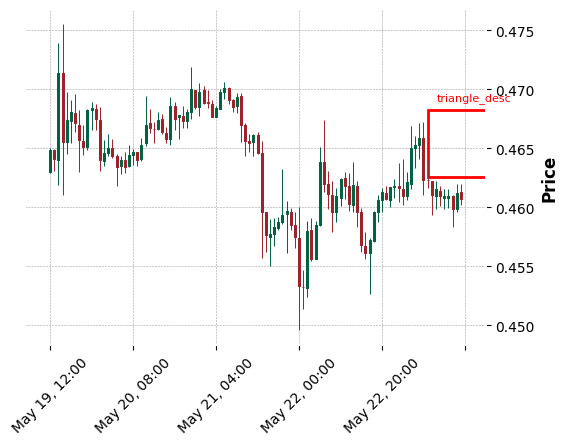 0.475
triangle_desc
0.470
0.465
0.460
0.455
0.450
Price
May 19, 12:00
May 20, 08:00
May 21, 04:00
May 22, 00:00
May 22, 20:00